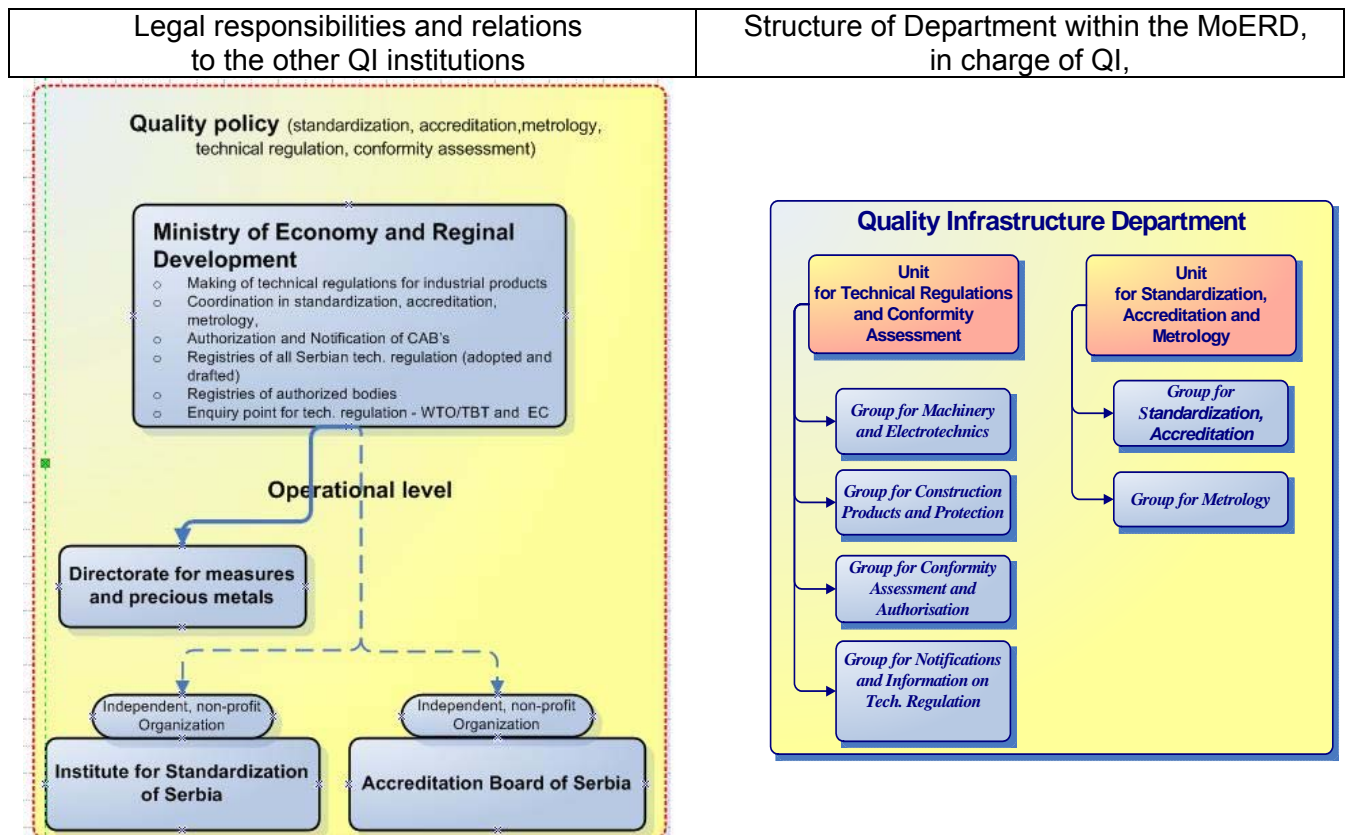 Legal responsibilities and relations
to the other QI institutions
Structure of Department within the MoERD,
in charge of QI,
Quality policy (standardization, accreditation,metrology,
technical regulation, conformity assessment)
Ministry of Economy and Reginal
Development
o Making of technical regulations for industrial products
o Coordination in standardization, accreditation,
metrology,
o Authorization and Notification of CAB's
o Registries of all Serbian tech. regulation (adopted and
drafted)
o Registries of authorized bodies
o Enquiry point for tech. regulation - WTO/TBT and EC
Operational level
Directorate for measures
and precious metals
Independent, non-profit
Organization
Institute for Standardization
of Serbia
Independent, non-profit
Organization
Accreditation Board of Serbia
Quality Infrastructure Department
Unit
for Technical Regulations
and Conformity
Assessment
Group for Machinery
and Electrotechnics
Group for Construction
Products and Protection
Group for Conformity
Assessment and
Authorisation
Group for Notifications
and Information on
Tech. Regulation
Unit
for Standardization,
Accreditation and
Metrology
Group for
Standardization,
Accreditation
Group for Metrology